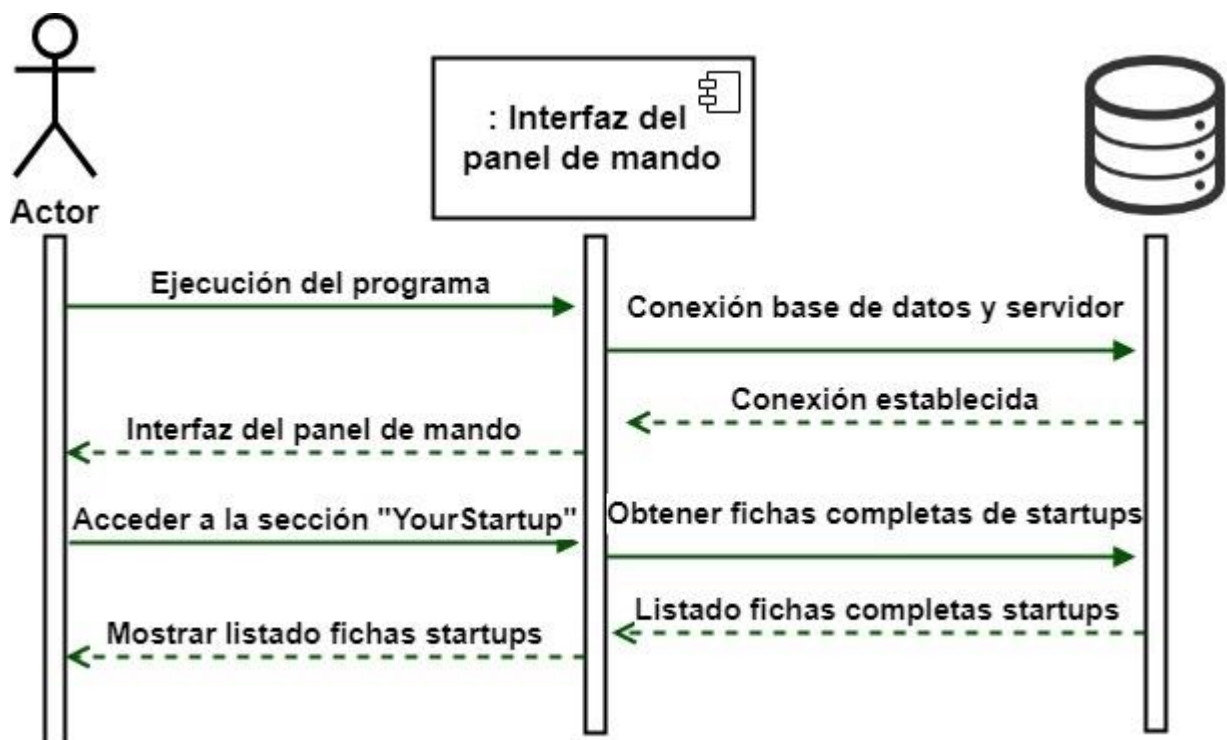 : Interfaz del
panel de mando
Actor
Ejecución del programa
Conexión base de datos y servidor
Conexión establecida
Interfaz del panel de mando
Acceder a la sección "YourStartup"
Obtener fichas completas de startups
Listado fichas completas startups
Mostrar listado fichas startups